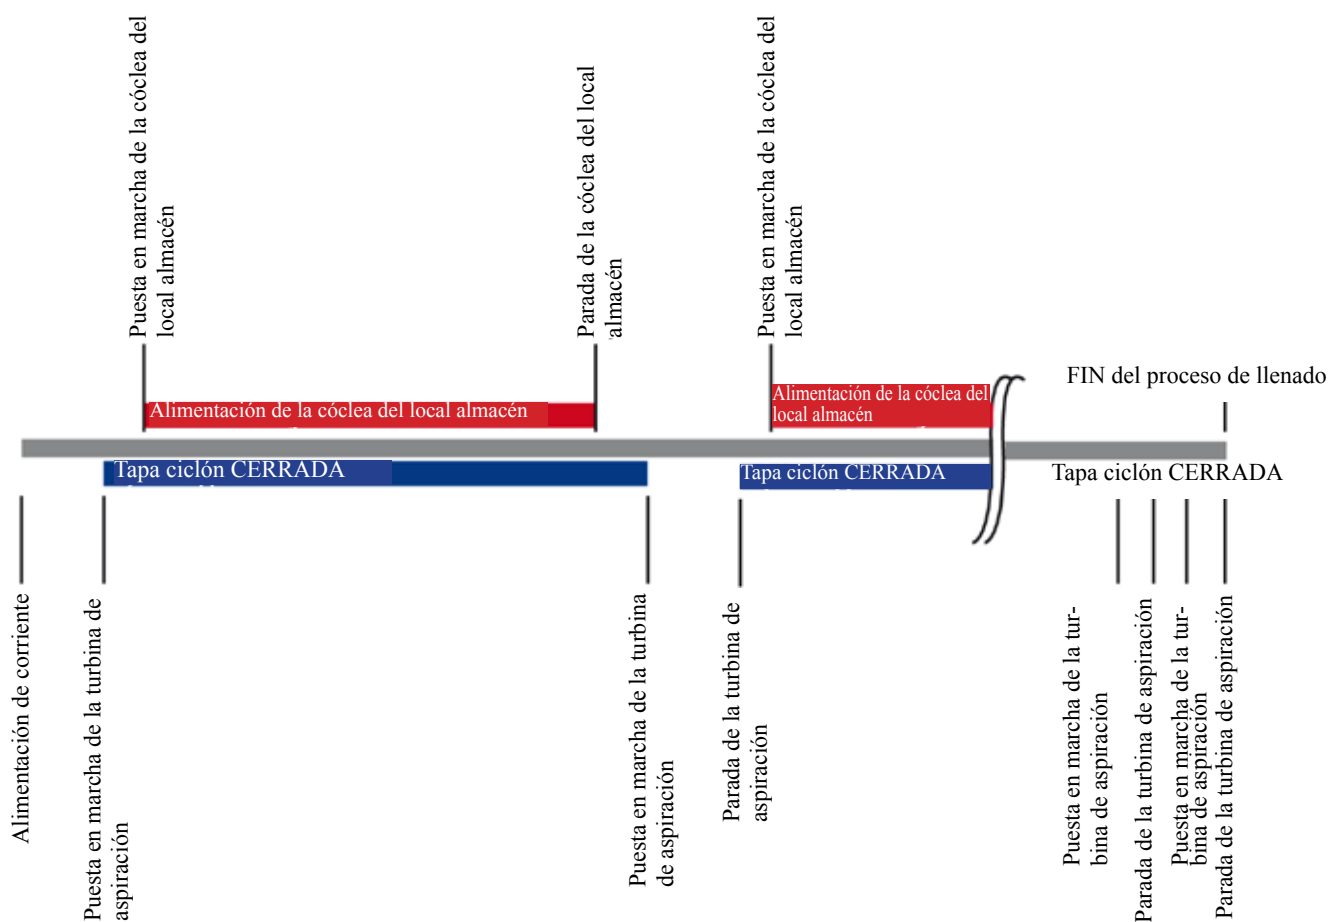 Puesta en marcha de la cóclea del
local almacén
Parada de la cóclea del local
almacén
Puesta en marcha de la cóclea del
local almacén
FIN del proceso de llenado
Alimentación de la cóclea del local almacén
Alimentación de la cóclea del
local almacén
Tapa ciclón CERRADA
Tapa ciclón CERRADA
Tapa ciclón CERRADA
Alimentación de corriente
Puesta en marcha de la turbina de
aspiración
Puesta en marcha de la turbina
de aspiración
Parada de la turbina de
aspiración
Puesta en marcha de la tur-
bina de aspiración
Parada de la turbina de aspiración
Puesta en marcha de la tur-
bina de aspiración
Parada de la turbina de aspiración